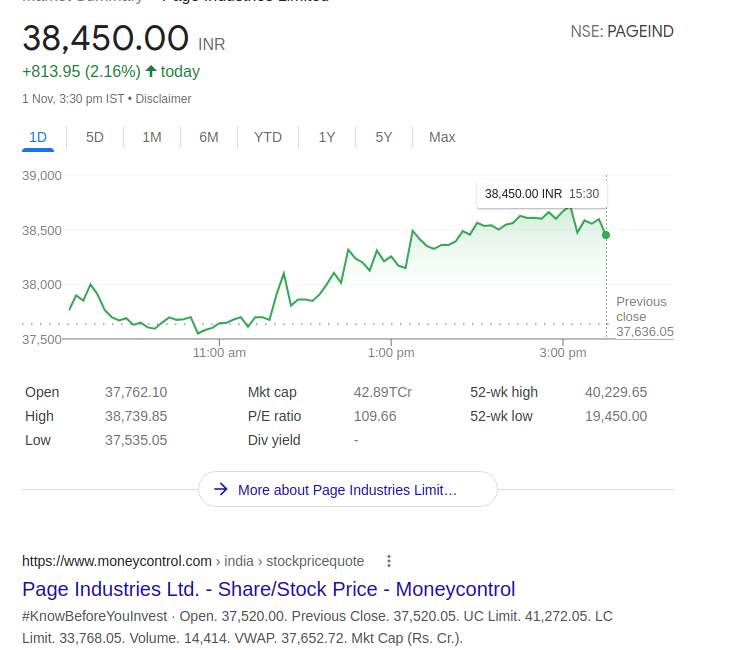 Market Summary > Page Industries Limited
38,450.00 INR
NSE: PAGEIND
+813.95 (2.16%) ↑ today
1 Nov, 3:30 pm IST • Disclaimer
1D 5D 1M 6M YTD 1Y 5Y Max
39,000
38,450.00 INR 15:30
38,500
38,000
Previous
close
37,636.05
37,500
11:00 am 1:00 pm 3:00 pm
Open 37,762.10 Mkt cap 42.89TCr 52-wk high 40,229.65
High 38,739.85 P/E ratio 109.66 52-wk low 19,450.00
Low 37,535.05 Div yield -
→ More about Page Industries Limit…
https://www.moneycontrol.com › india › stockpricequote
Page Industries Ltd. - Share/Stock Price - Moneycontrol
#KnowBeforeYouInvest · Open. 37,520.00. Previous Close. 37,520.05. UC Limit. 41,272.05. LC
Limit. 33,768.05. Volume. 14,414. VWAP. 37,652.72. Mkt Cap (Rs. Cr.).